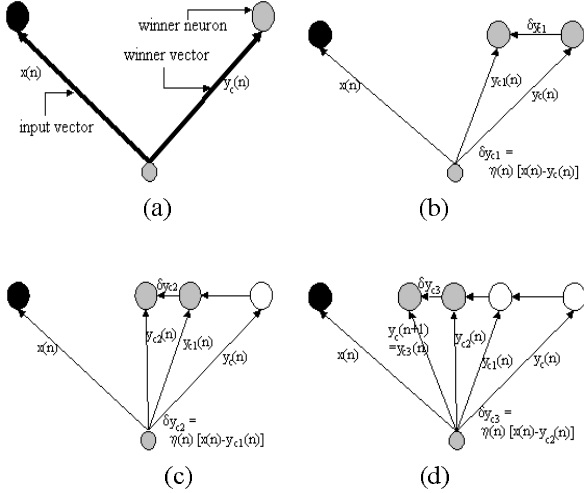 winner neuron
winner vector
x(n)
y_c(n)
input vector
(a)
δy_c1
y_c1(n)
x(n)
y_c(n)
δy_c1 =
η(n) [x(n)-y_c(n)]
(b)
δy_c2
y_c2(n)
y_c1(n)
x(n)
y_c(n)
δy_c2 =
η(n) [x(n)-y_c1(n)]
(c)
δy_c3
y_c(n+1)
=y_c3(n)
y_c2(n)
y_c1(n)
x(n)
y_c(n)
δy_c3 =
η(n) [x(n)-y_c2(n)]
(d)